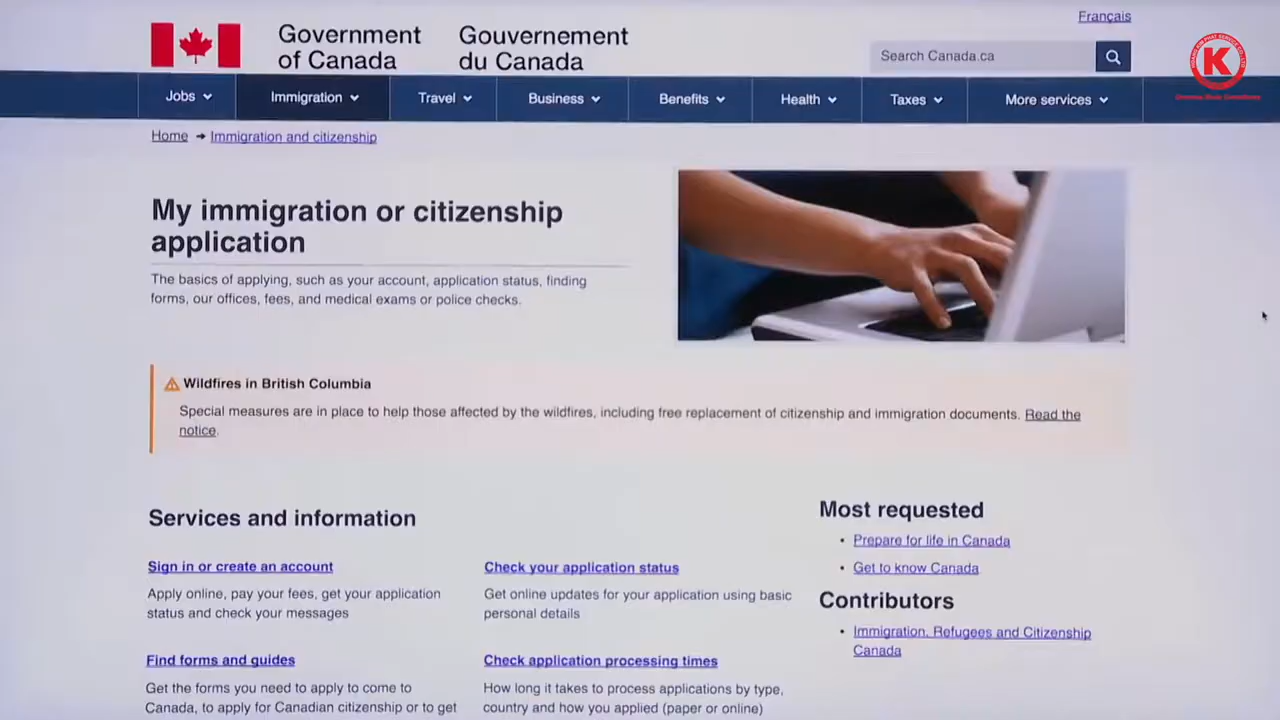 Français
Government
of Canada
Gouvernement
du Canada
Search Canada.ca
K
Jobs
Immigration
Travel
Business
Benefits
Health
Taxes
More services
Home → Immigration and citizenship
My immigration or citizenship
application
The basics of applying, such as your account, application status, finding
forms, our offices, fees, and medical exams or police checks.
Wildfires in British Columbia
Special measures are in place to help those affected by the wildfires, including free replacement of citizenship and immigration documents. Read the
notice.
Services and information
Sign in or create an account
Apply online, pay your fees, get your application
status and check your messages
Find forms and guides
Get the forms you need to apply to come to
Canada, to apply for Canadian citizenship or to get
Check your application status
Get online updates for your application using basic
personal details
Check application processing times
How long it takes to process applications by type,
country and how you applied (paper or online)
Most requested
• Prepare for life in Canada
• Get to know Canada
Contributors
• Immigration, Refugees and Citizenship
Canada